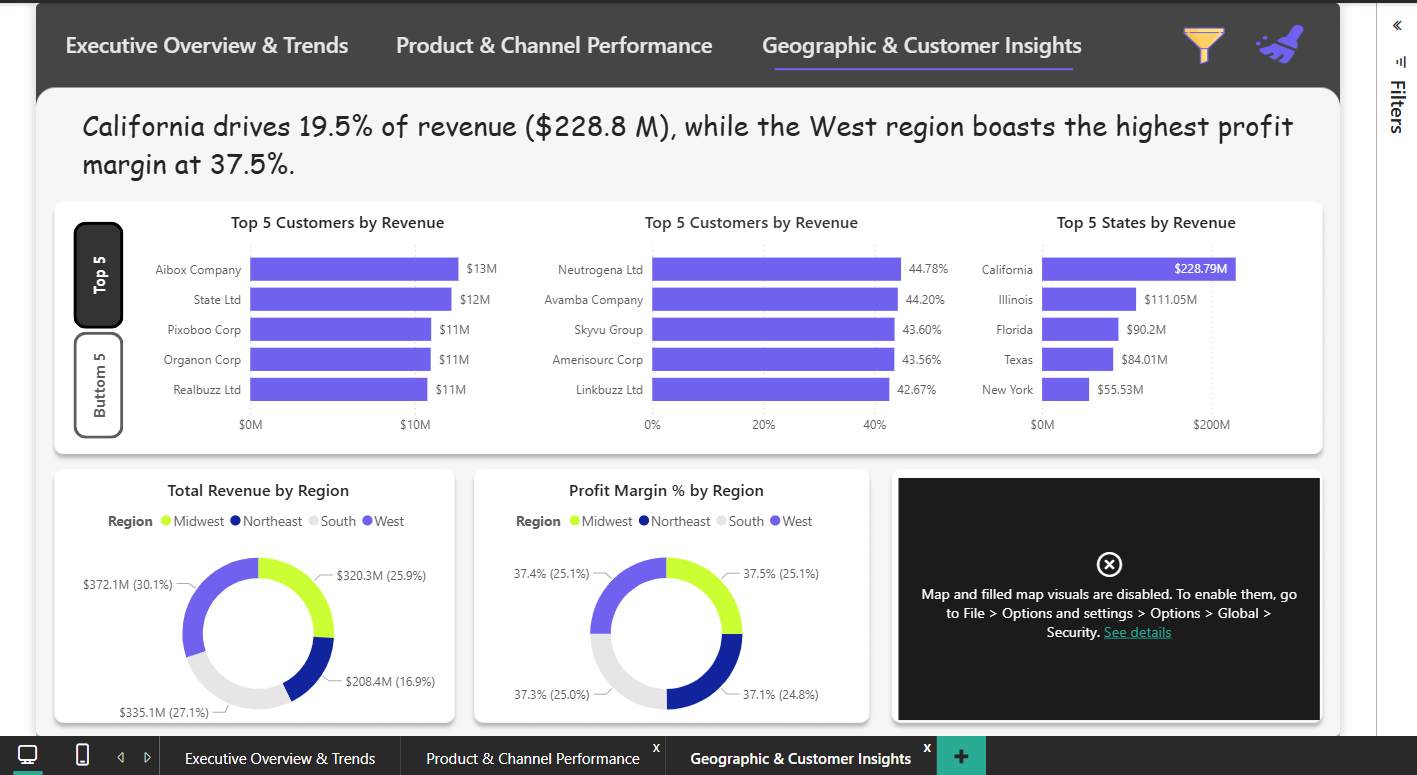 Executive Overview & Trends
Product & Channel Performance
Geographic & Customer Insights
Filters
California drives 19.5% of revenue ($228.8 M), while the West region boasts the highest profit
margin at 37.5%.
Top 5
Buttom 5
Top 5 Customers by Revenue
Aibox Company $13M
State Ltd $12M
Pixoboo Corp $11M
Organon Corp $11M
Realbuzz Ltd $11M
$0M $10M
Top 5 Customers by Revenue
Neutrogena Ltd 44.78%
Avamba Company 44.20%
Skyvu Group 43.60%
Amerisourc Corp 43.56%
Linkbuzz Ltd 42.67%
0% 20% 40%
Top 5 States by Revenue
California $228.79M
Illinois $111.05M
Florida $90.2M
Texas $84.01M
New York $55.53M
$0M $200M
Total Revenue by Region
Region Midwest Northeast South West
$372.1M (30.1%)
$320.3M (25.9%)
$208.4M (16.9%)
$335.1M (27.1%)
Profit Margin % by Region
Region Midwest Northeast South West
37.4% (25.1%)
37.5% (25.1%)
37.3% (25.0%)
37.1% (24.8%)
Map and filled map visuals are disabled. To enable them, go
to File > Options and settings > Options > Global >
Security. See details
Executive Overview & Trends
Product & Channel Performance x
Geographic & Customer Insights x
+